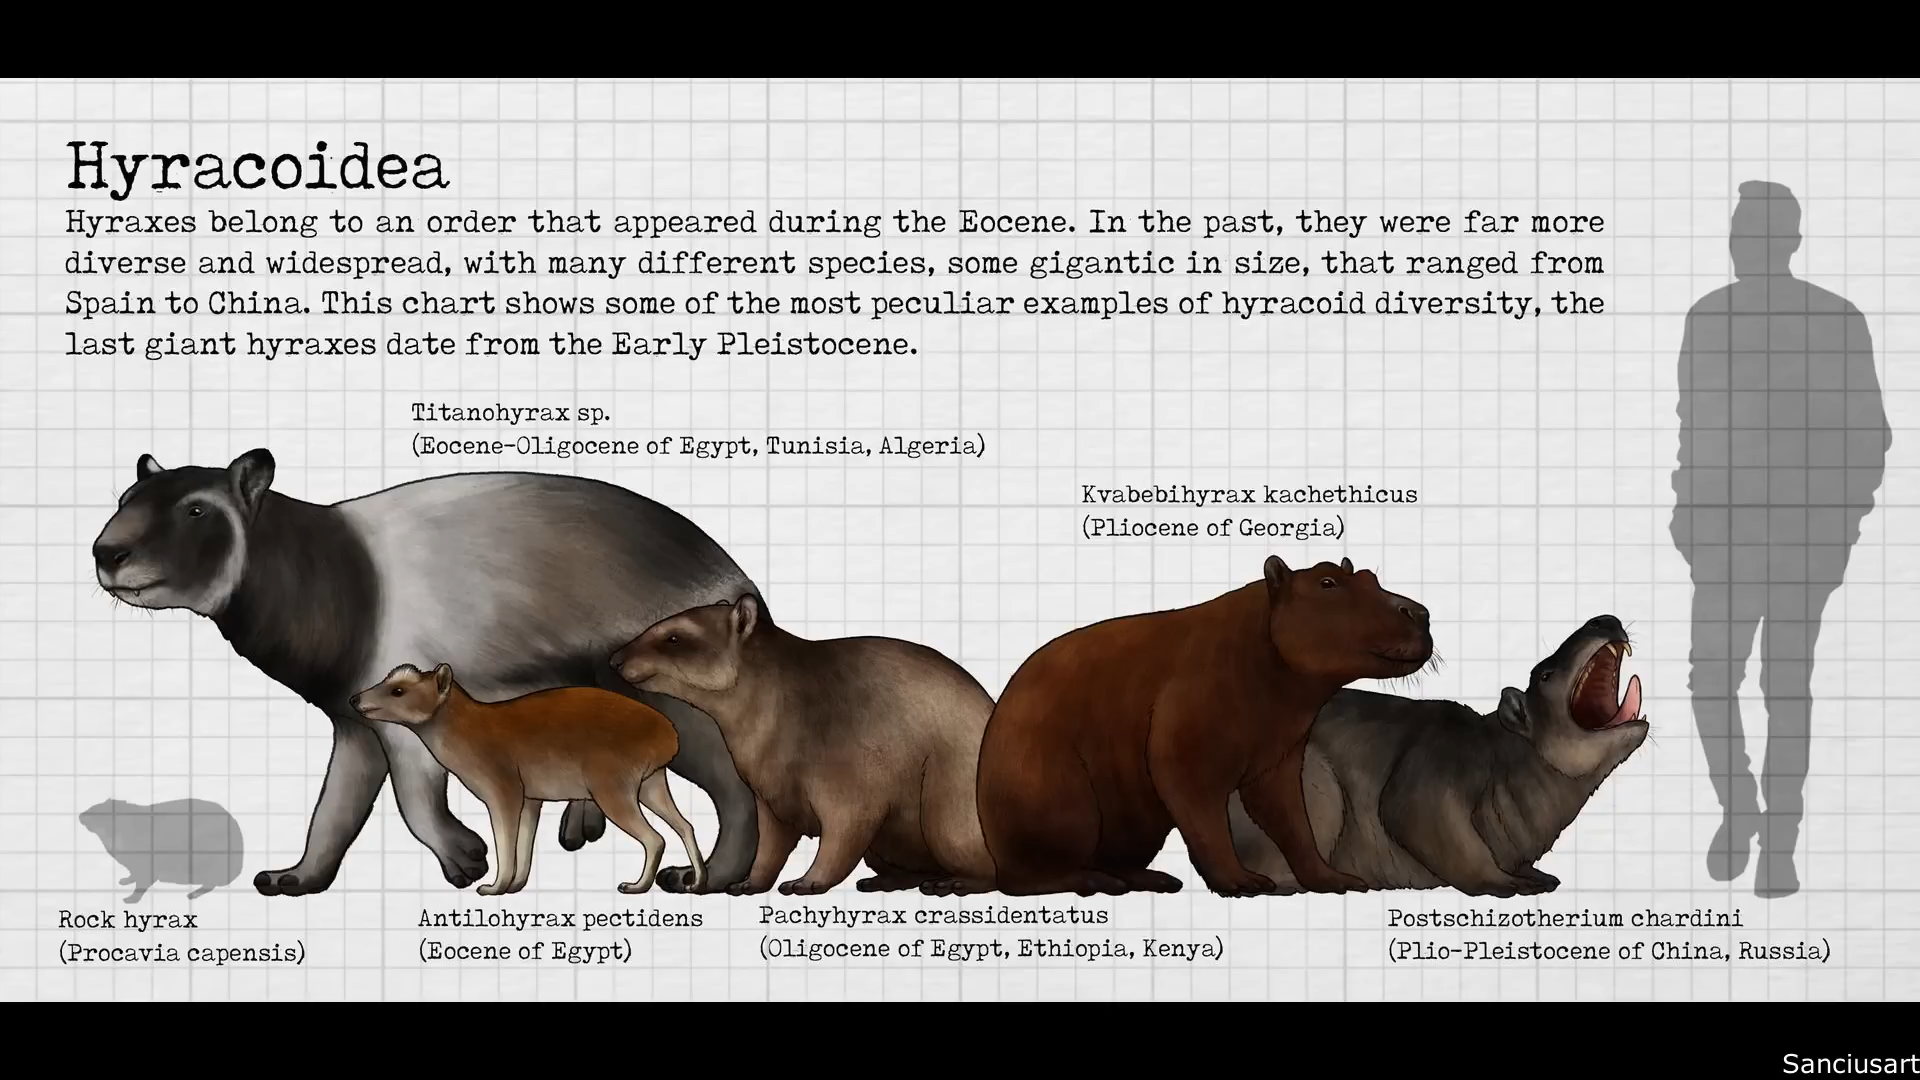 Hyracoidea
Hyraxes belong to an order that appeared during the Eocene. In the past, they were far more
diverse and widespread, with many different species, some gigantic in size, that ranged from
Spain to China. This chart shows some of the most peculiar examples of hyracoid diversity, the
last giant hyraxes date from the Early Pleistocene.
Titanohyrax sp.
(Eocene-Oligocene of Egypt, Tunisia, Algeria)
Kvabebihyrax kachethicus
(Pliocene of Georgia)
Rock hyrax
(Procavia capensis)
Antilohyrax pectidens
(Eocene of Egypt)
Pachyhyrax crassidentatus
(Oligocene of Egypt, Ethiopia, Kenya)
Postschizotherium chardini
(Plio-Pleistocene of China, Russia)
Sanciusart